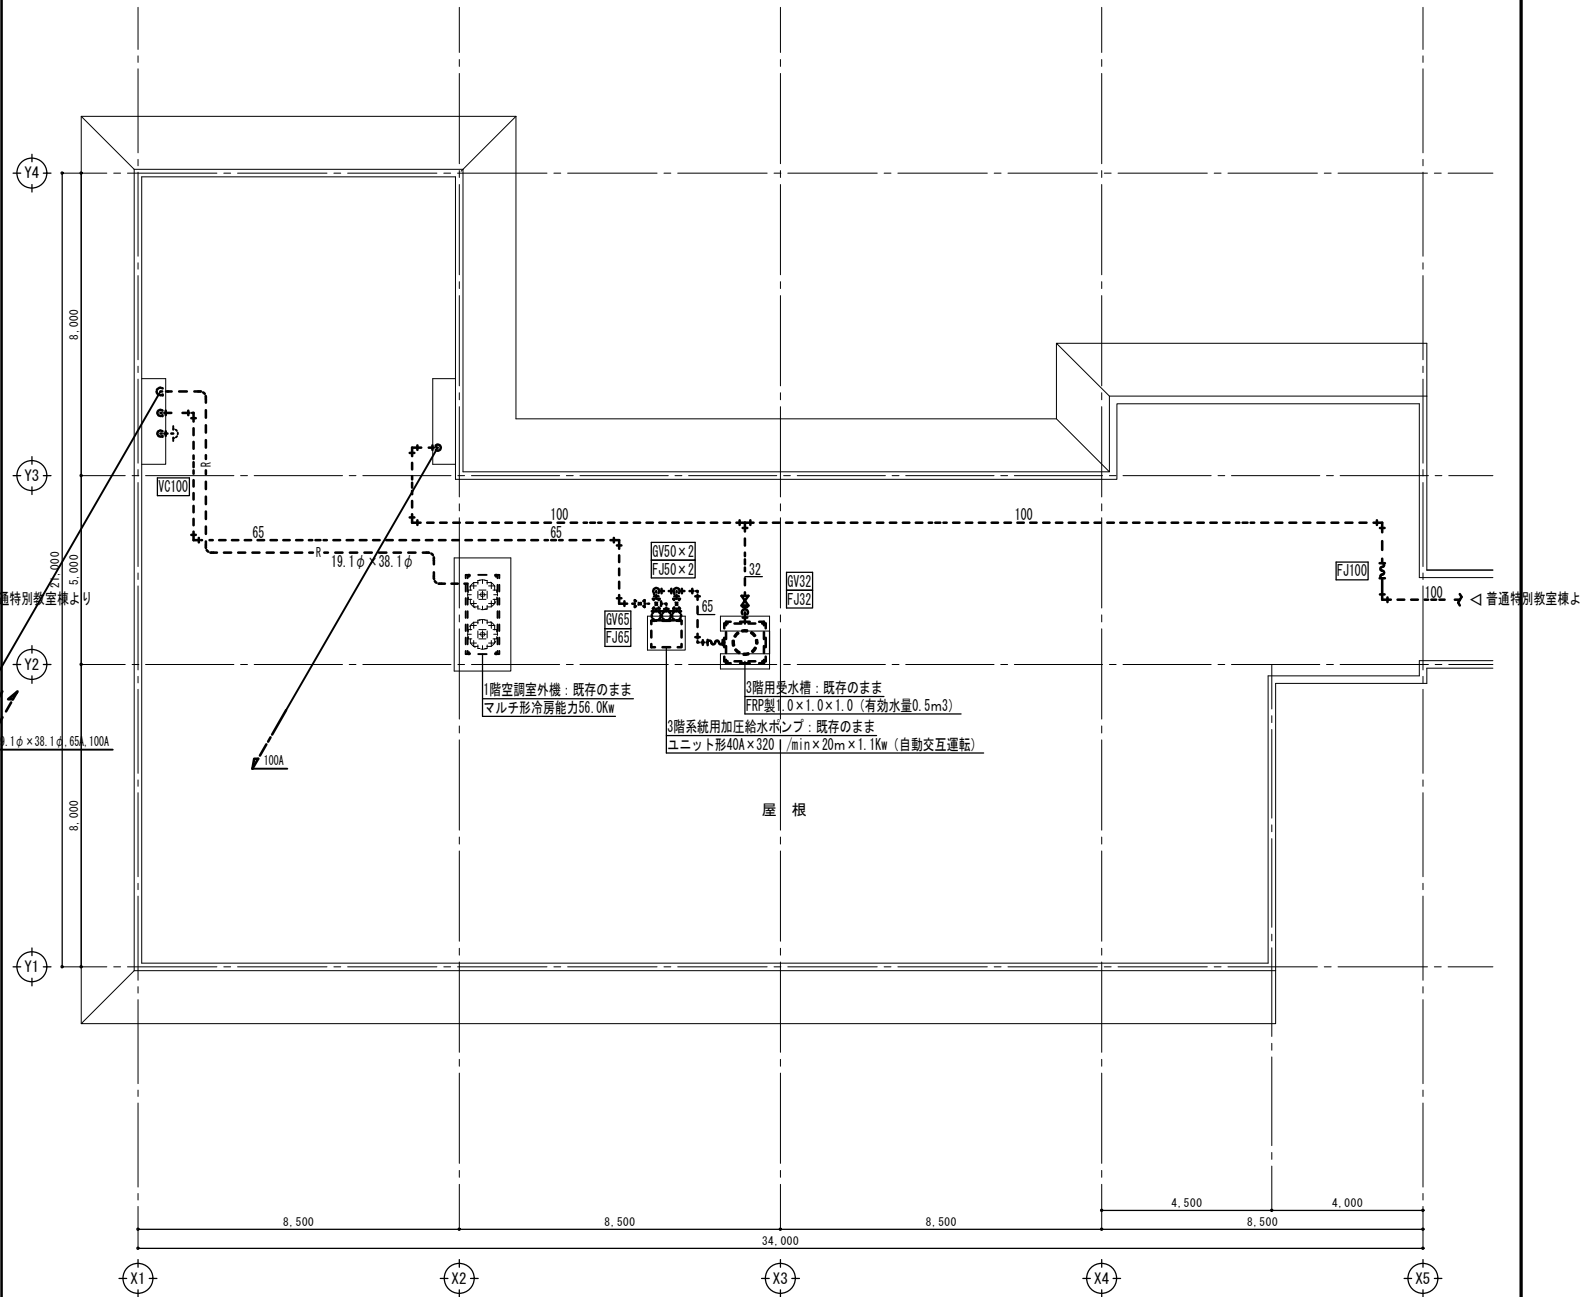 Y4
8,000
Y3
VC100
R
65
100
65
100
R
19.1φ×38.1φ
GV50×2
FJ50×2
32
GV32
FJ32
65
GV65
FJ65
FJ100
100
普通特別教室棟よ
21,000
5,000
通特別教室棟より
Y2
1階空調室外機：既存のまま
マルチ形冷房能力56.0Kw
3階用受水槽：既存のまま
FRP製1.0×1.0×1.0（有効水量0.5m3）
3階系統用加圧給水ポンプ：既存のまま
ユニット形40A×320l/min×20m×1.1Kw（自動交互運転）
9.1φ×38.1φ,65A,100A
100A
屋 根
8,000
Y1
4,500
4,000
8,500
8,500
8,500
8,500
34,000
X1
X2
X3
X4
X5